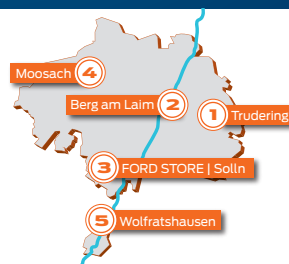 Moosach 4
Berg am Laim 2
1 Trudering
3 FORD STORE | Solln
5 Wolfratshausen